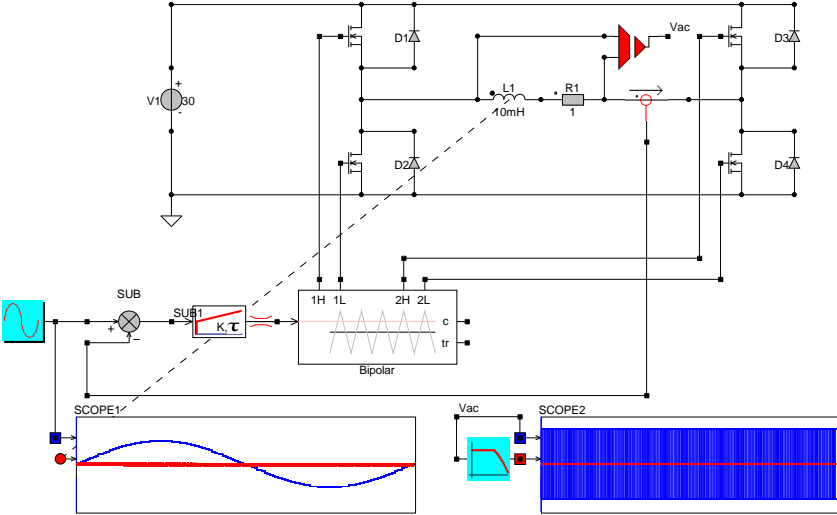 Vac
D1
D3
L1
R1
+
V1 30
-
10mH
1
D2
D4
SUB
1H 1L 2H 2L
SUB1
+
−
K,τ
c
tr
Bipolar
SCOPE1
Vac
SCOPE2